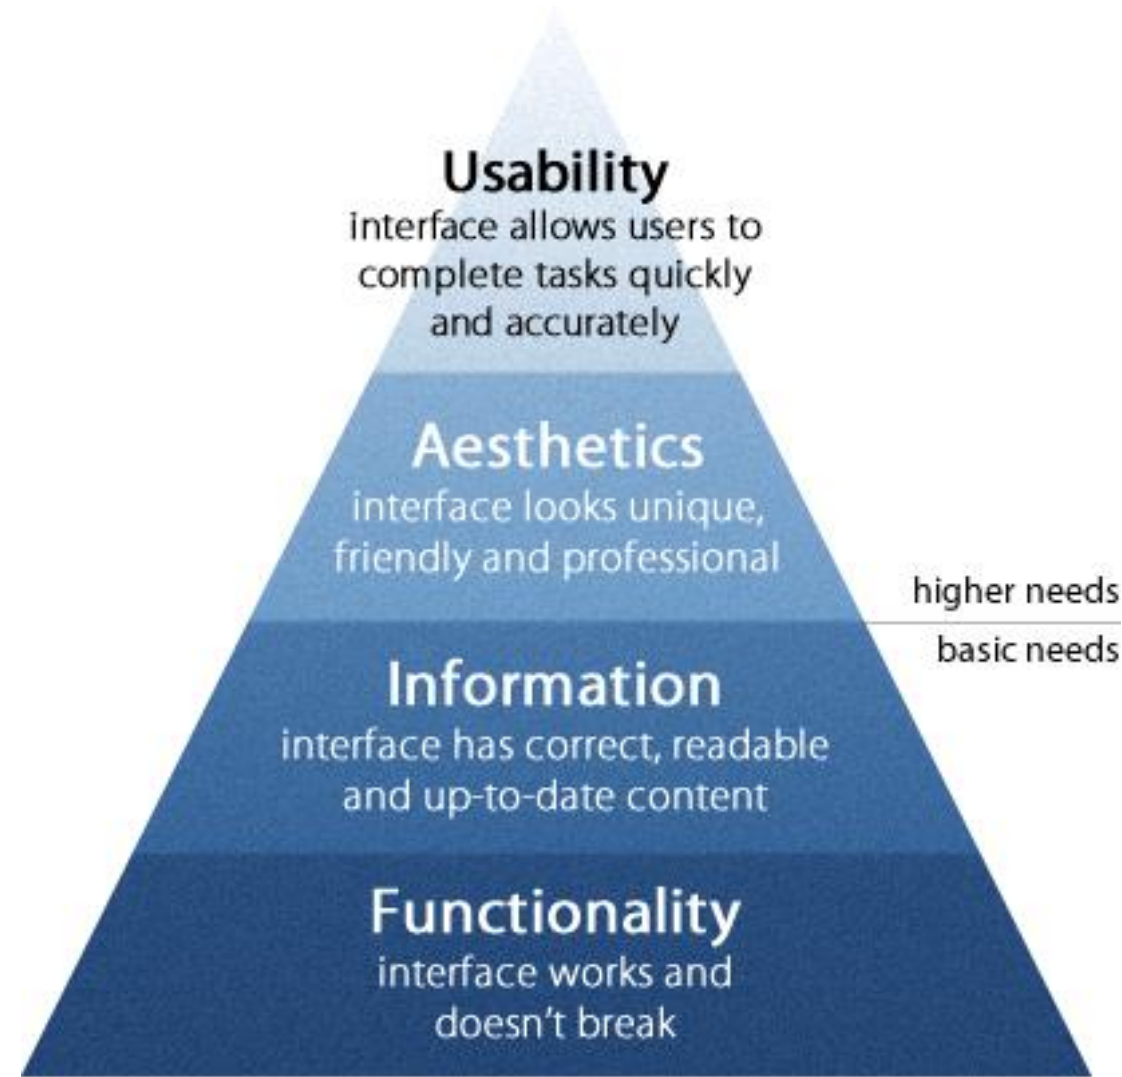 Usability
interface allows users to
complete tasks quickly
and accurately
Aesthetics
interface looks unique,
friendly and professional
higher needs
basic needs
Information
interface has correct, readable
and up-to-date content
Functionality
interface works and
doesn't break